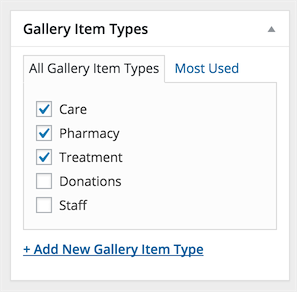 Gallery Item Types
All Gallery Item Types Most Used
Care
Pharmacy
Treatment
Donations
Staff
+ Add New Gallery Item Type